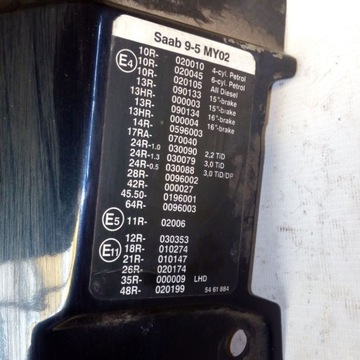 Saab 9-5 MY02
E4
10R- 020010 4-cyl. Petrol
10R- 020045 6-cyl. Petrol
10R- 020105 All Diesel
13HR- 090133 15"-brake
13R- 000003 15"-brake
13HR- 090134 16"-brake
13R- 000004 16"-brake
14R- 0596003
17RA- 070040
24R-1.0 030090 2,2 TiD
24R-1.3 030079 3,0 TiD
24R-0.5 030088 3,0 TiD/DP
28R- 0096002
42R- 000027
45.50- 0196001
64R- 0096003
E5 11R- 02006
12R- 030353
E11 18R- 010274
21R- 010147
26R- 020174
35R- 000009 LHD
48R- 020199 54 61 884